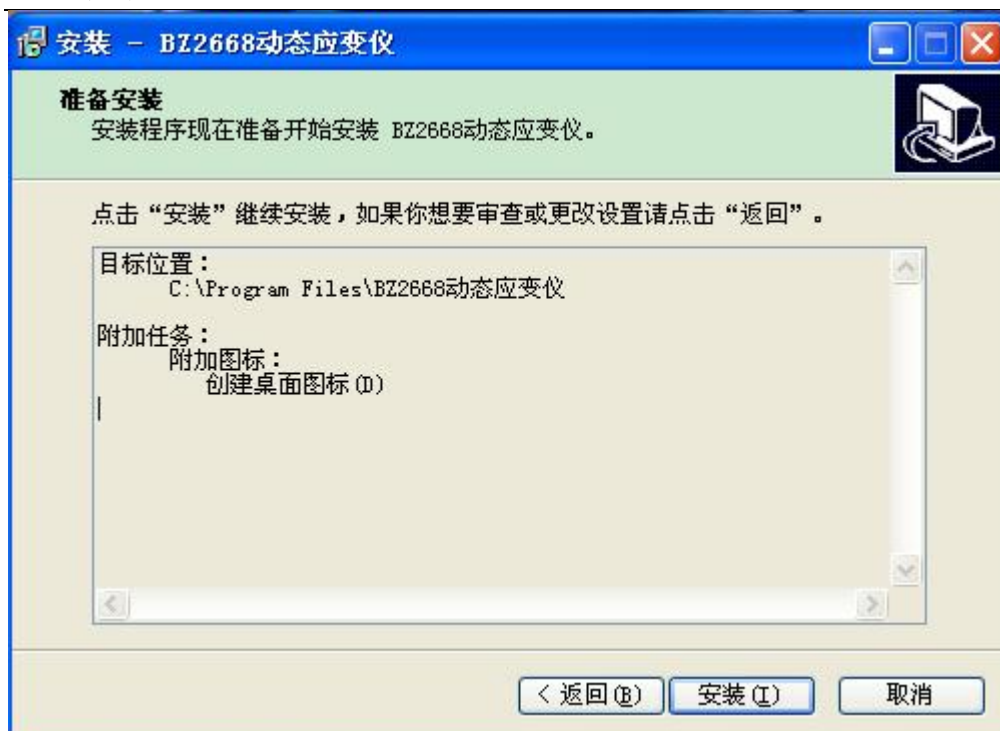 安装 - BZ2668动态应变仪
准备安装
安装程序现在准备开始安装 BZ2668动态应变仪。
点击“安装”继续安装，如果你想要审查或更改设置请点击“返回”。
目标位置：
C:\Program Files\BZ2668动态应变仪
附加任务：
附加图标：
创建桌面图标(D)
< 返回(B) 安装(I) 取消